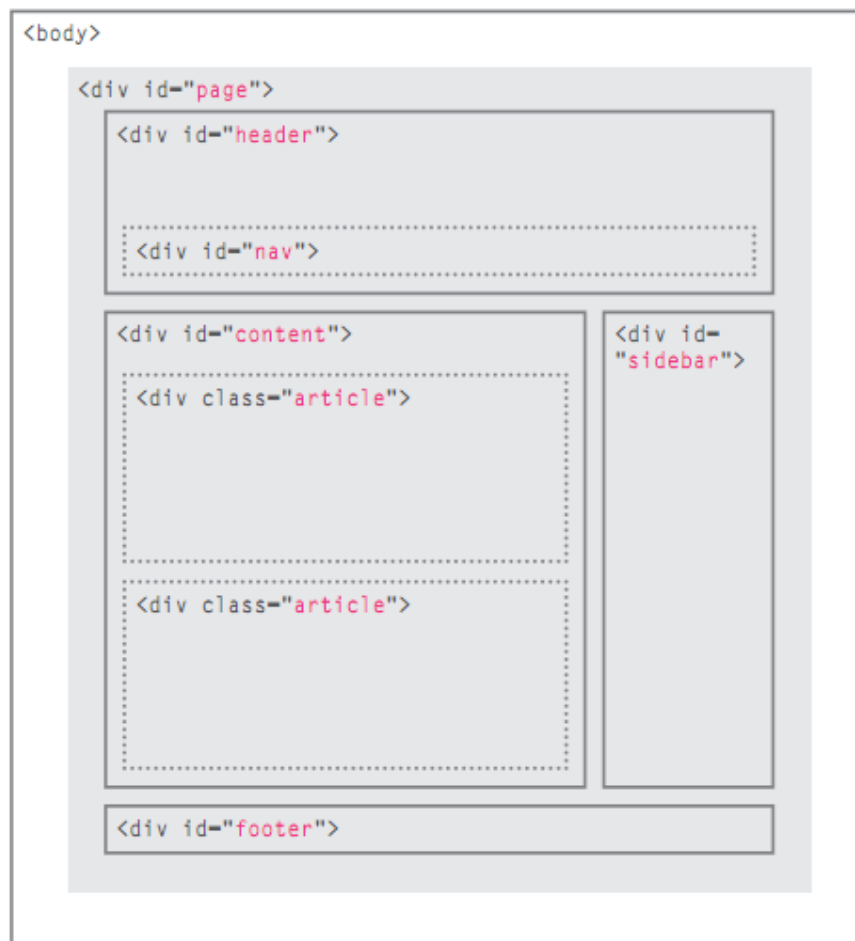 <body>
<div id="page">
<div id="header">
<div id="nav">
<div id="content">
<div class="article">
<div class="article">
<div id=
"sidebar">
<div id="footer">